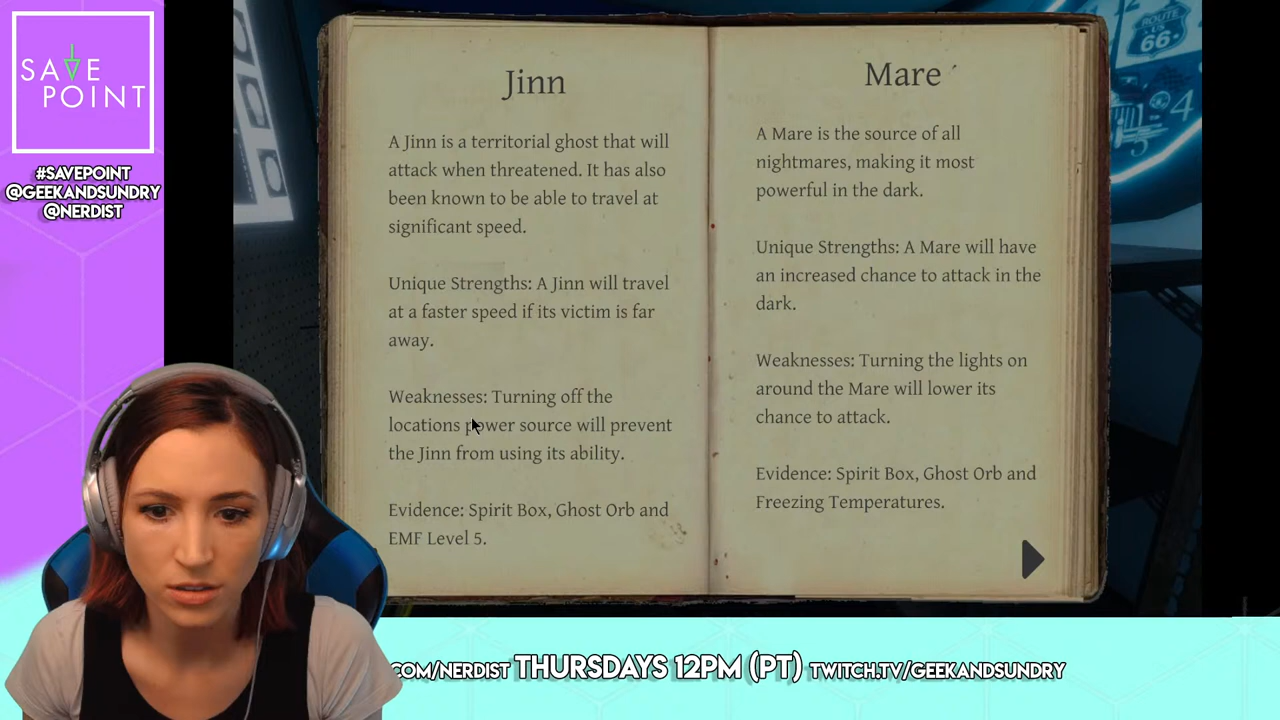 SAVE
POINT
#SAVEPOINT
@GEEKANDSUNDRY
@NERDIST
Jinn
A Jinn is a territorial ghost that will
attack when threatened. It has also
been known to be able to travel at
significant speed.
Unique Strengths: A Jinn will travel
at a faster speed if its victim is far
away.
Weaknesses: Turning off the
locations power source will prevent
the Jinn from using its ability.
Evidence: Spirit Box, Ghost Orb and
EMF Level 5.
Mare
A Mare is the source of all
nightmares, making it most
powerful in the dark.
Unique Strengths: A Mare will have
an increased chance to attack in the
dark.
Weaknesses: Turning the lights on
around the Mare will lower its
chance to attack.
Evidence: Spirit Box, Ghost Orb and
Freezing Temperatures.
ROUTE
US
66
4
.COM/NERDIST THURSDAYS 12PM (PT) TWITCH.TV/GEEKANDSUNDRY